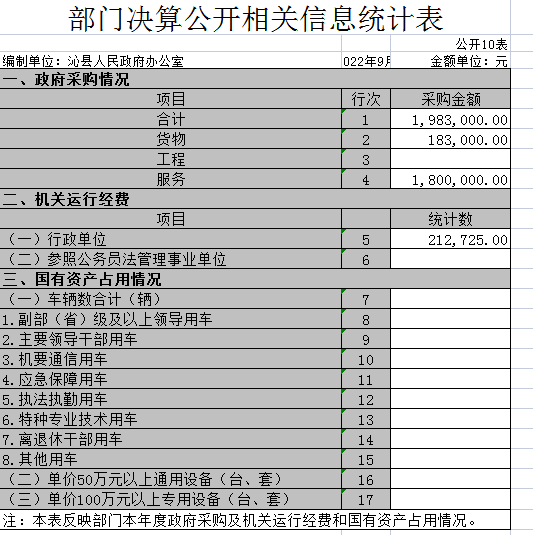 部门决算公开相关信息统计表
公开10表
编制单位：沁县人民政府办公室 022年9月 金额单位：元
一、政府采购情况
项目 行次 采购金额
合计 1 1,983,000.00
货物 2 183,000.00
工程 3
服务 4 1,800,000.00
二、机关运行经费
项目 统计数
（一）行政单位 5 212,725.00
（二）参照公务员法管理事业单位 6
三、国有资产占用情况
（一）车辆数合计（辆） 7
1.副部（省）级及以上领导用车 8
2.主要领导干部用车 9
3.机要通信用车 10
4.应急保障用车 11
5.执法执勤用车 12
6.特种专业技术用车 13
7.离退休干部用车 14
8.其他用车 15
（二）单价50万元以上通用设备（台、套） 16
（三）单价100万元以上专用设备（台、套） 17
注：本表反映部门本年度政府采购及机关运行经费和国有资产占用情况。